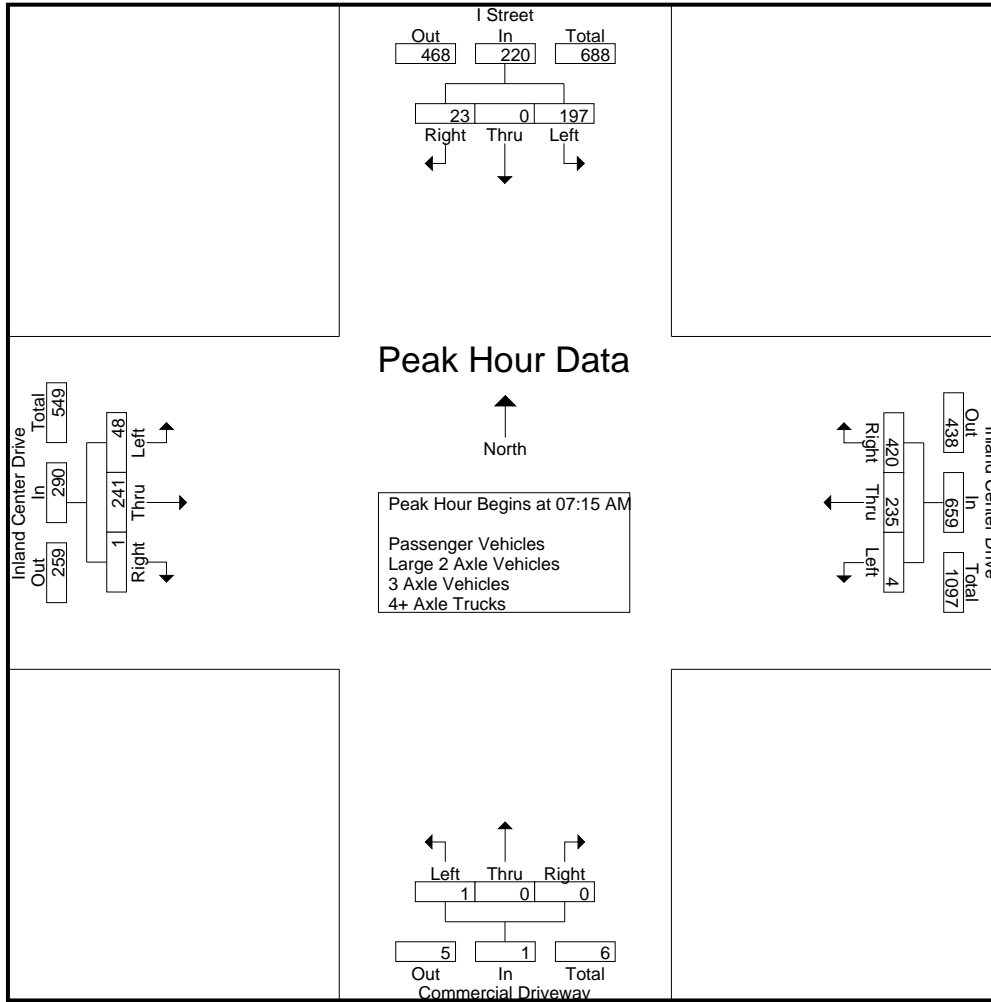 I Street
Out In Total
468 220 688
23 0 197
Right Thru Left
Peak Hour Data
North
Peak Hour Begins at 07:15 AM
Passenger Vehicles
Large 2 Axle Vehicles
3 Axle Vehicles
4+ Axle Trucks
Inland Center Drive
Out In Total
259 290 549
Left Thru Right
48 241 1
Inland Center Drive
Out In Total
438 659 1097
Right Thru Left
420 235 4
Left Thru Right
1 0 0
5 1 6
Out In Total
Commercial Driveway